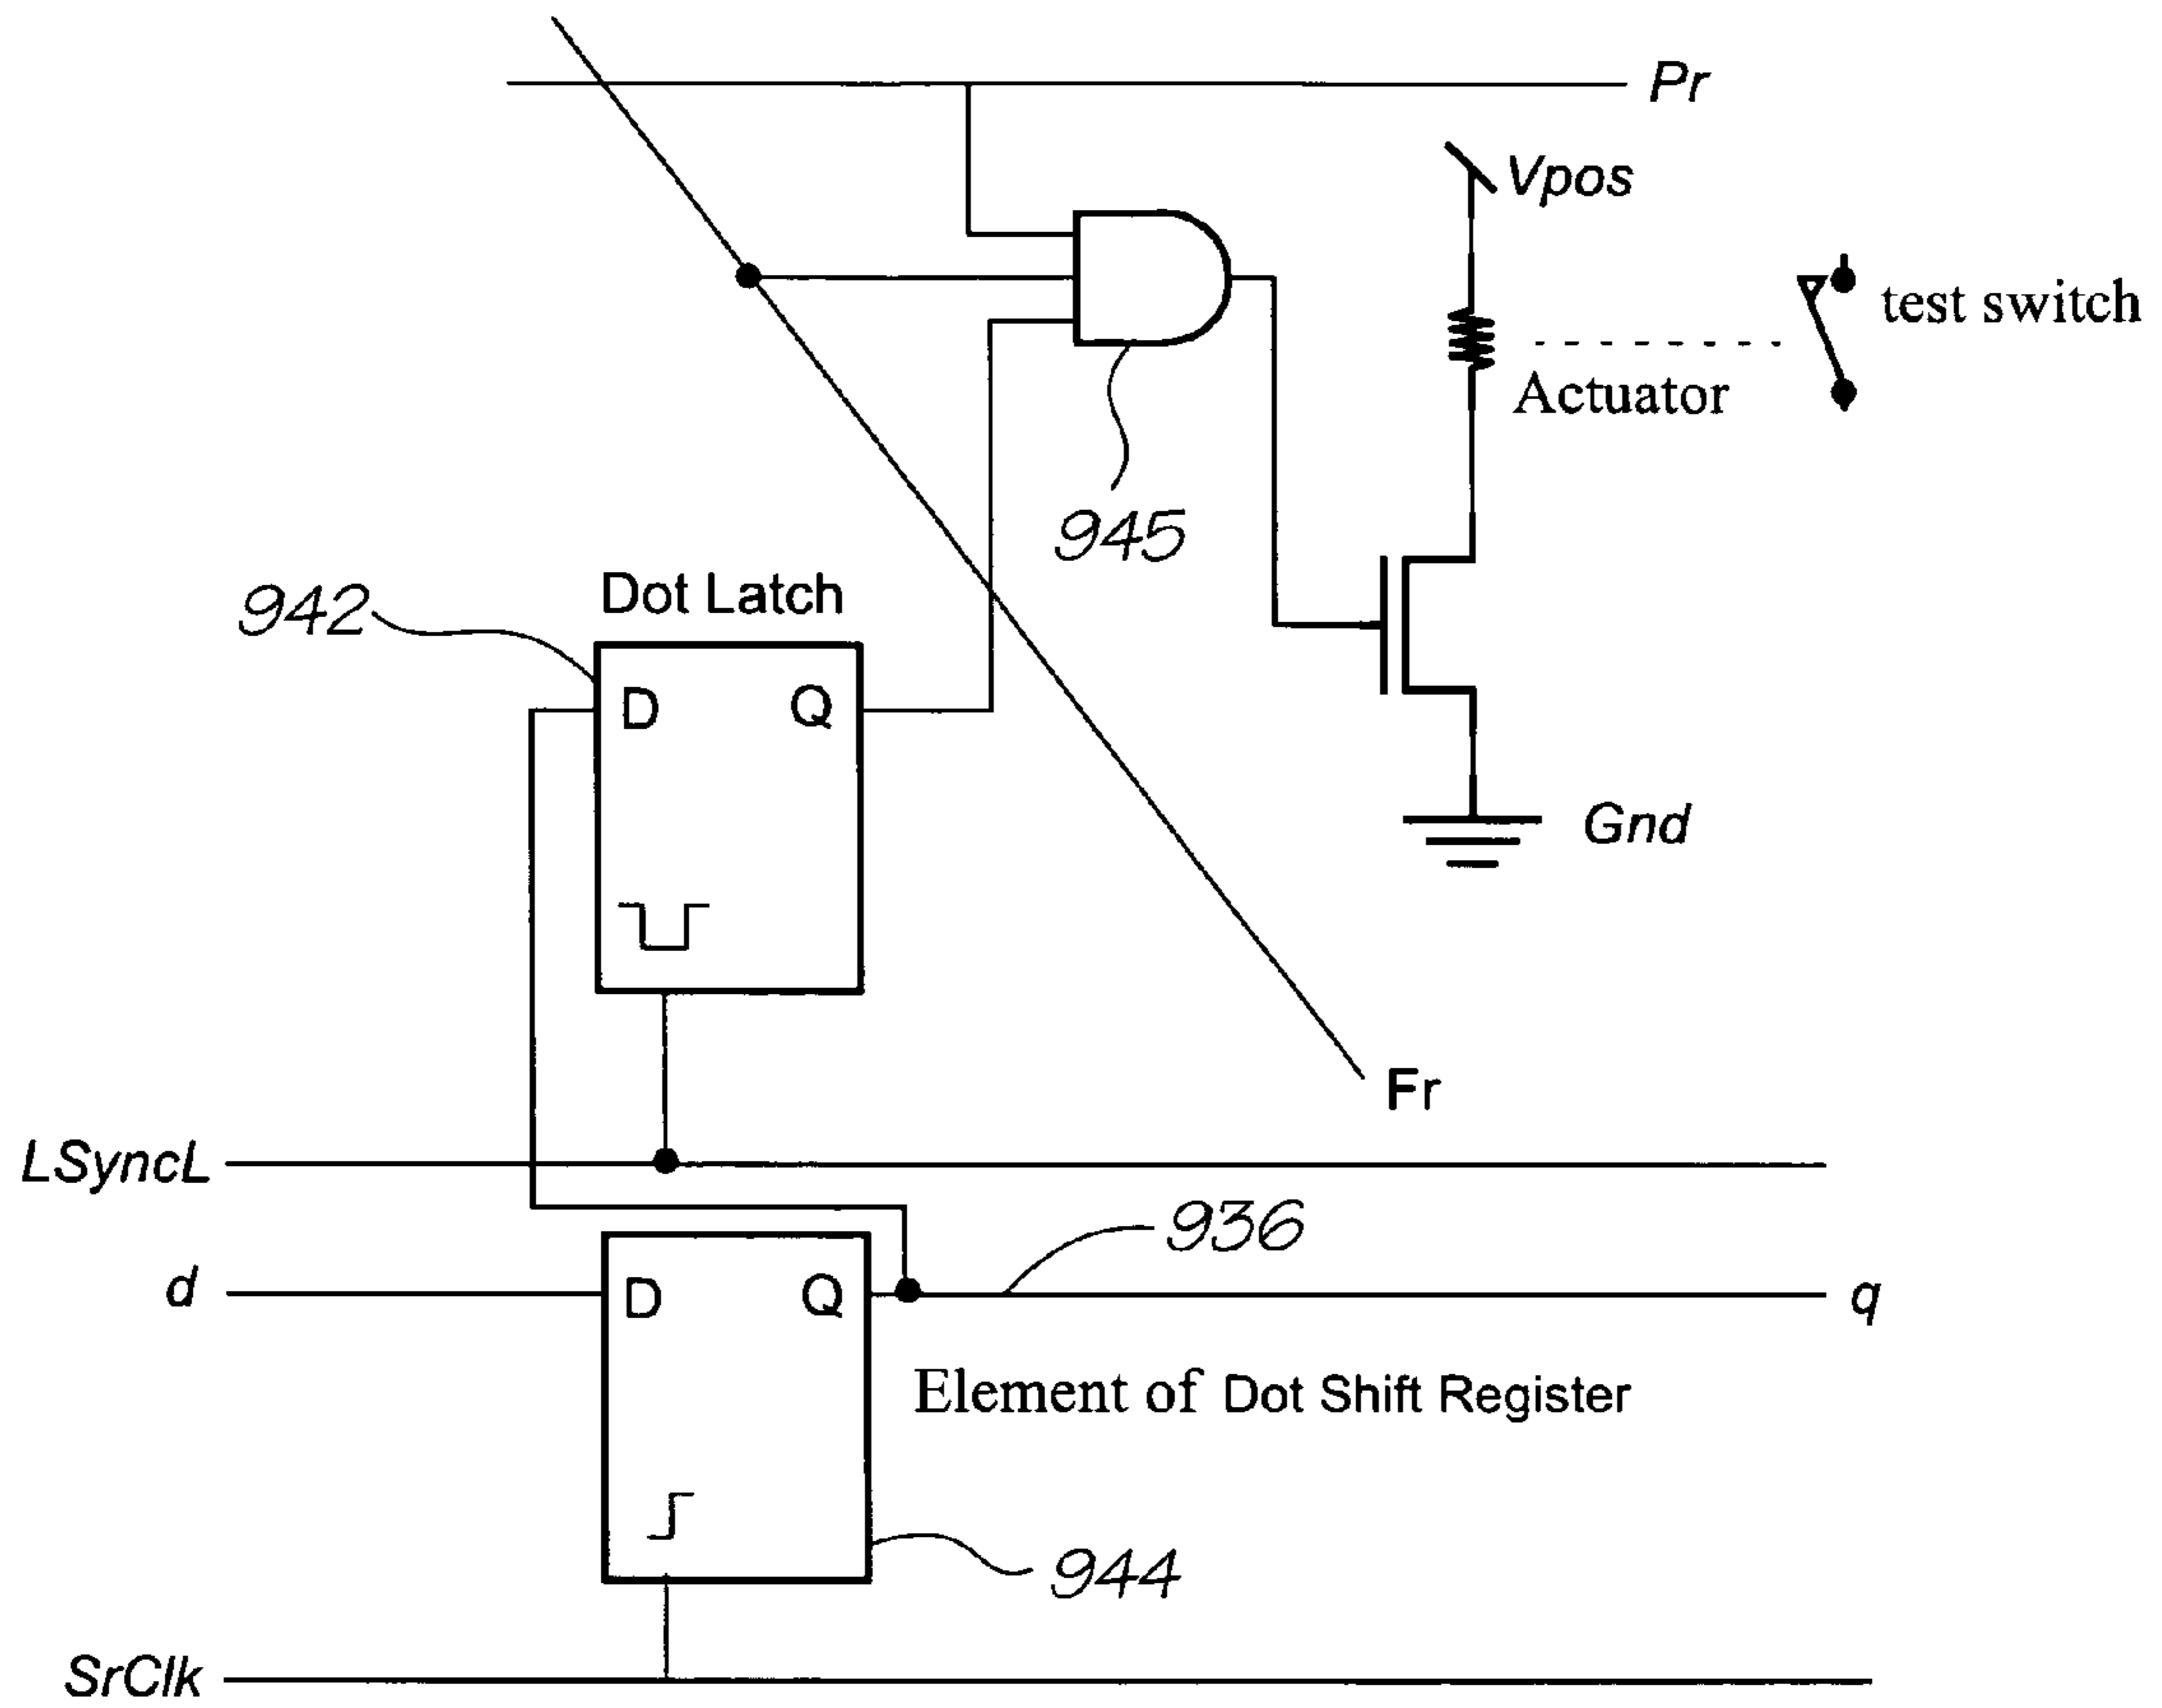 Pr
Vpos
test switch
Actuator
945
Dot Latch
942
D Q
Gnd
Fr
LSyncL
936
d
D Q
q
Element of Dot Shift Register
944
SrClk